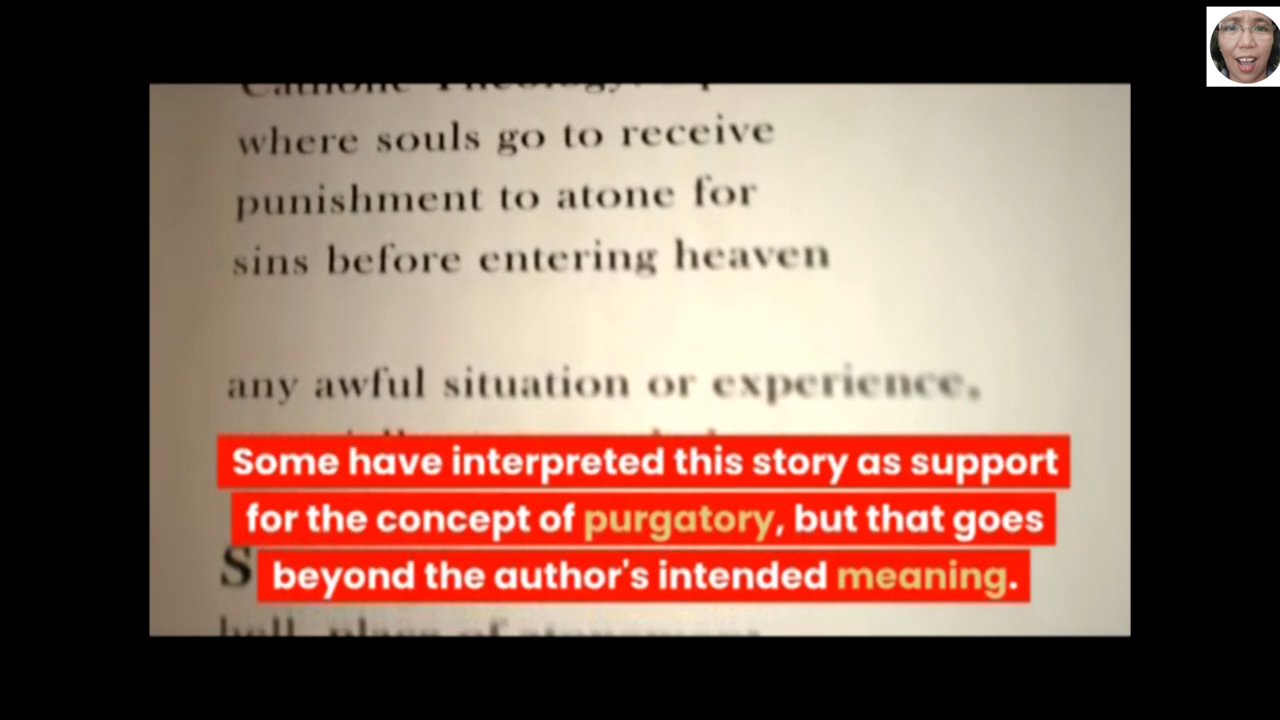 where souls go to receive
punishment to atone for
sins before entering heaven
any awful situation or experience,
Some have interpreted this story as support
for the concept of purgatory, but that goes
beyond the author's intended meaning.
S